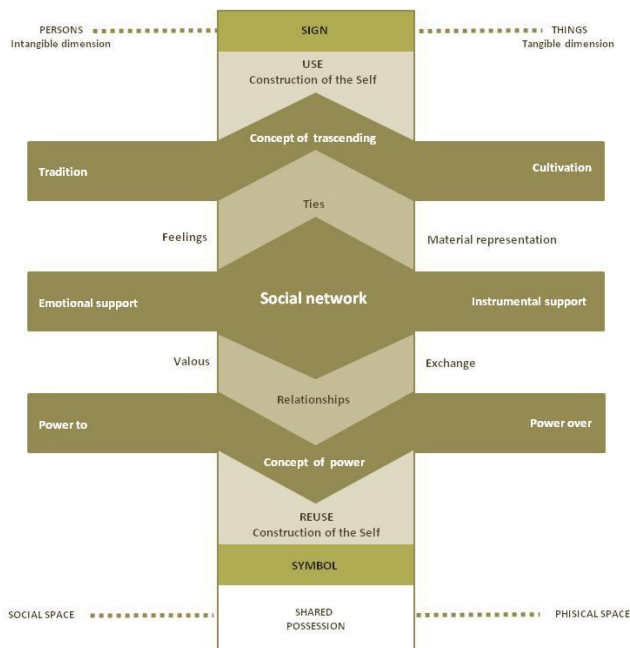 PERSONS
Intangible dimension
SIGN
THINGS
Tangible dimension
USE
Construction of the Self
Concept of trascending
Tradition
Cultivation
Ties
Feelings
Material representation
Emotional support
Social network
Instrumental support
Valous
Exchange
Relationships
Power to
Power over
Concept of power
REUSE
Construction of the Self
SYMBOL
SOCIAL SPACE
SHARED
POSSESSION
PHISICAL SPACE